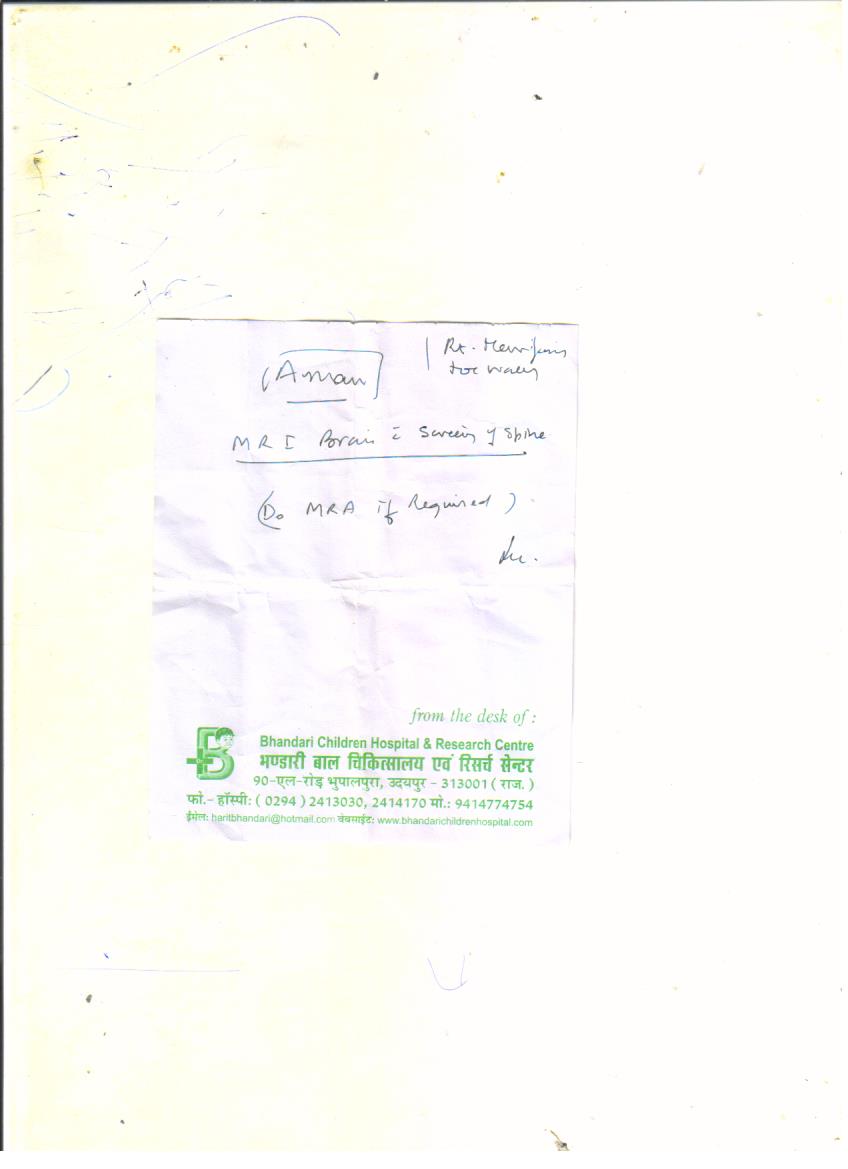 (Aman)
Rt. Hemiparesis
toe walking
MRI Brain c̄ Screening of Spine
(Do MRA if Required)
from the desk of :
Bhandari Children Hospital & Research Centre
भण्डारी बाल चिकित्सालय एवं रिसर्च सेन्टर
90-एल-रोड़ भुपालपुरा, उदयपुर - 313001 ( राज. )
फो.- हॉस्पी: ( 0294 ) 2413030, 2414170 मो.: 9414774754
ईमेल: haritbhandari@hotmail.com वेबसाईट: www.bhandarichildrenhospital.com